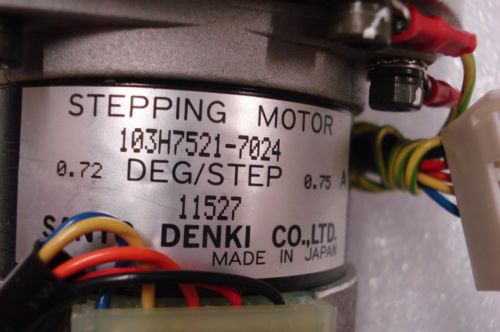 STEPPING MOTOR
103H7521-7024
0.72 DEG/STEP 0.75 A
11527
DENKI CO.,LTD.
MADE IN JAPAN